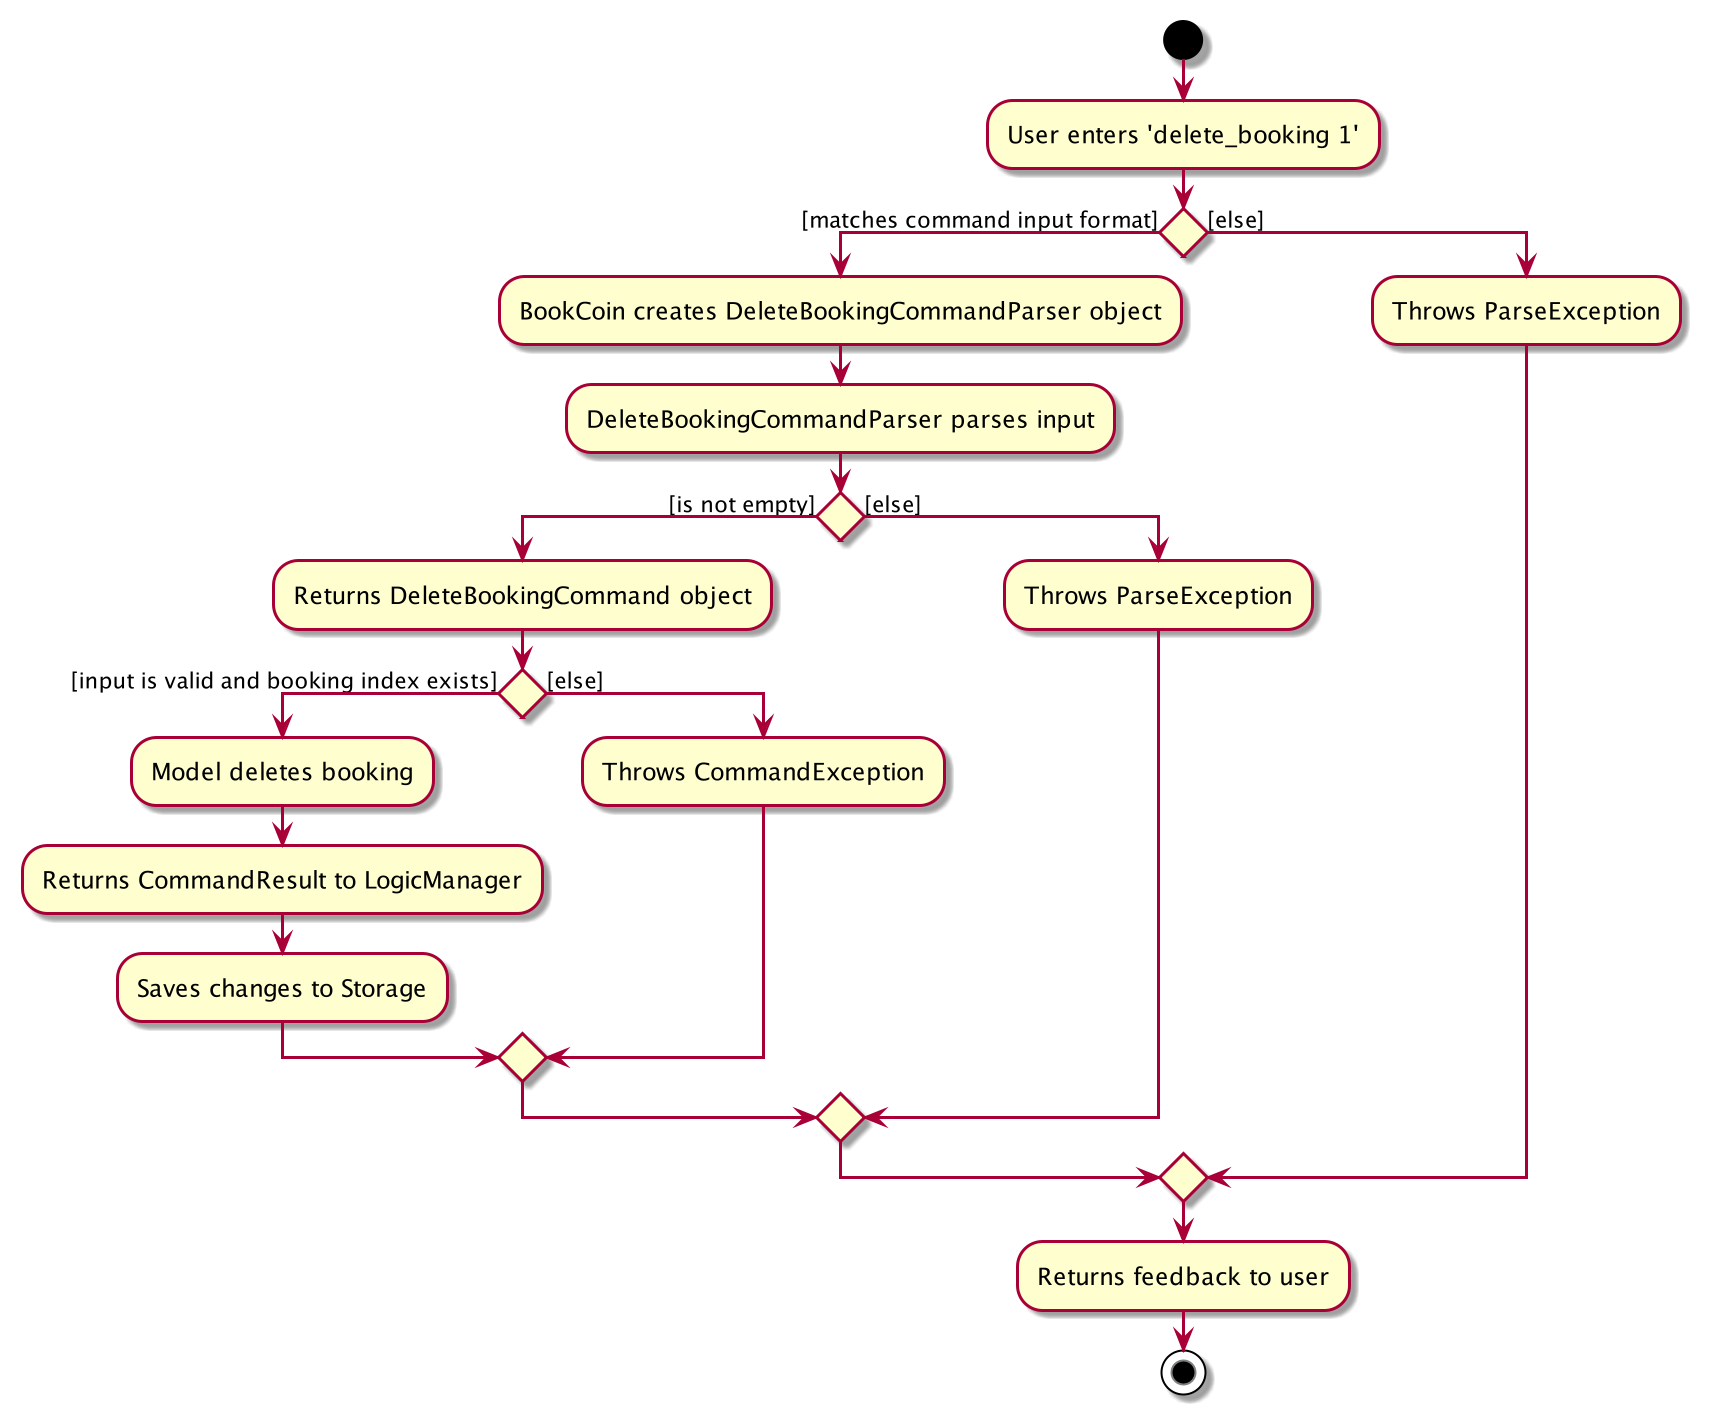 User enters 'delete_booking 1'
[matches command input format]
[else]
BookCoin creates DeleteBookingCommandParser object
Throws ParseException
DeleteBookingCommandParser parses input
[is not empty]
[else]
Returns DeleteBookingCommand object
Throws ParseException
[input is valid and booking index exists]
[else]
Model deletes booking
Throws CommandException
Returns CommandResult to LogicManager
Saves changes to Storage
Returns feedback to user